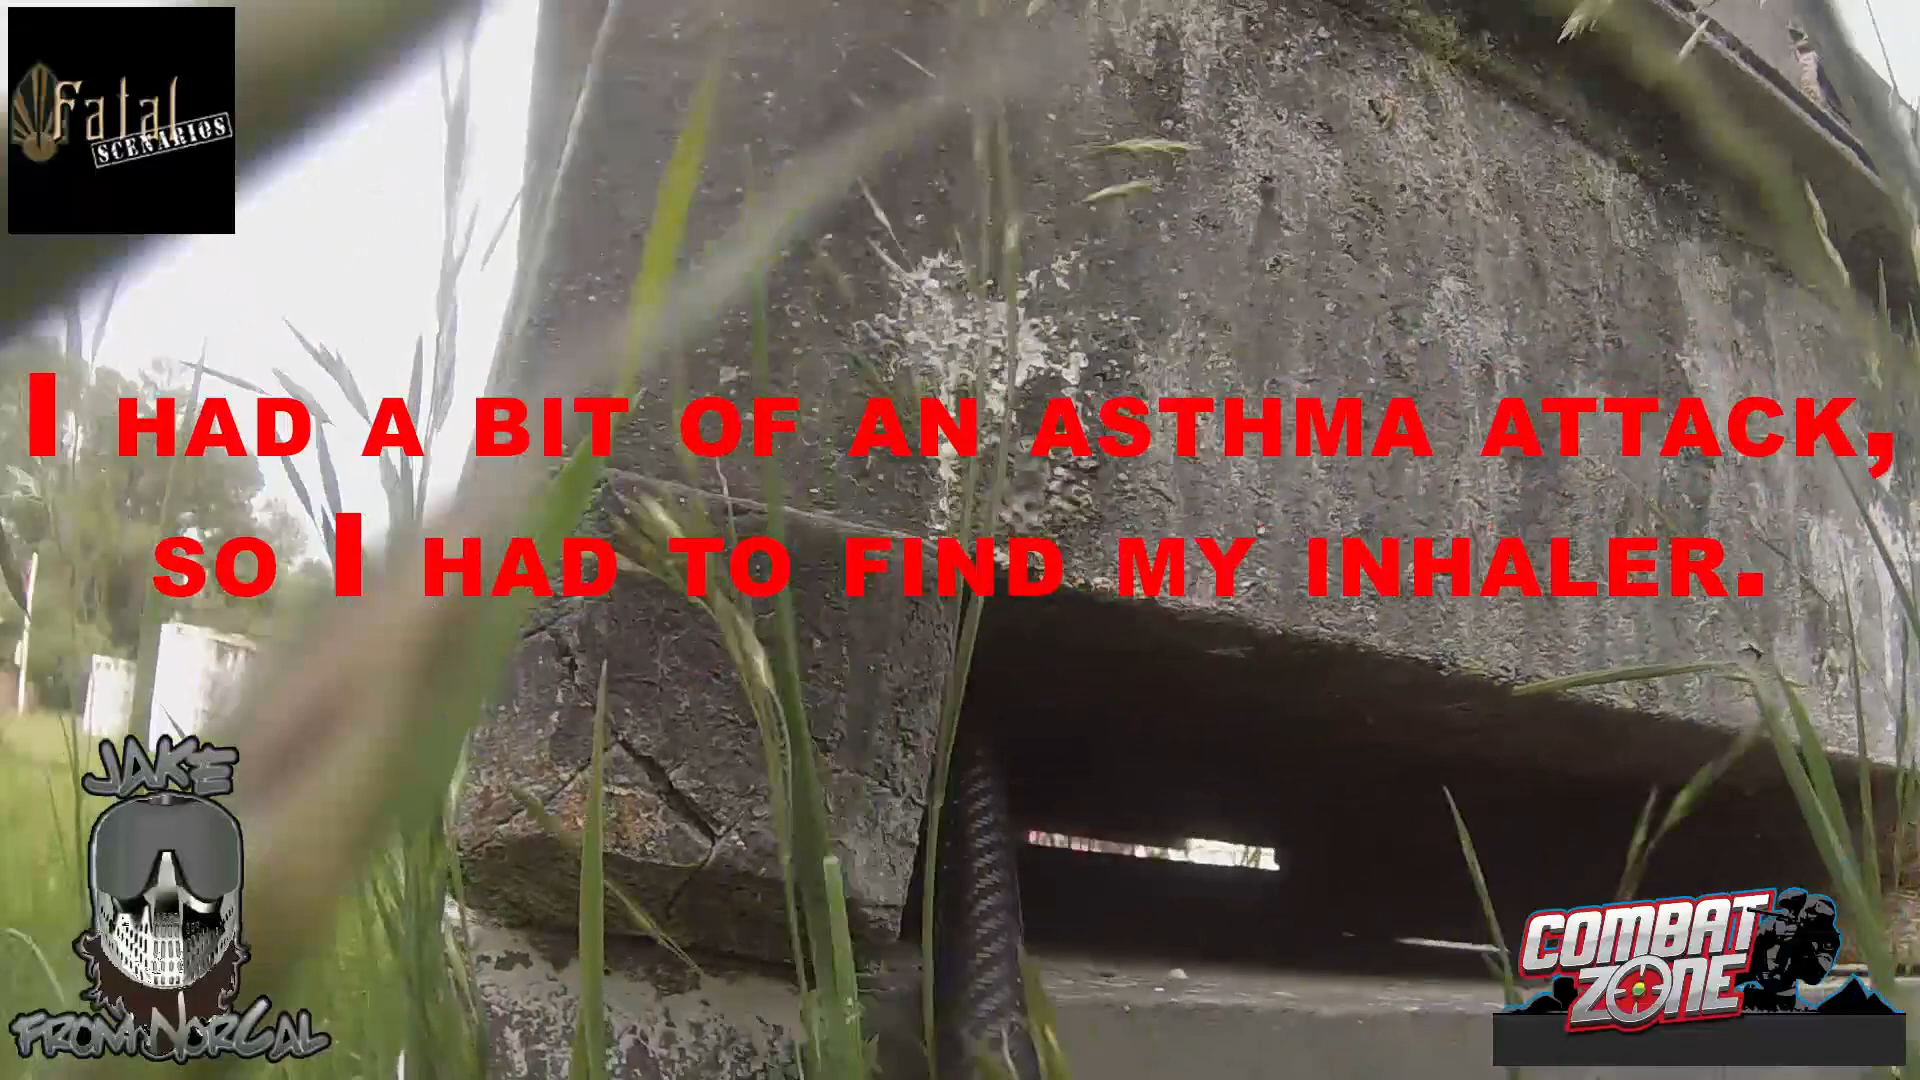 Fatal
SCENARIOS
I HAD A BIT OF AN ASTHMA ATTACK,
SO I HAD TO FIND MY INHALER.
JAKE
FROM NORCAL
COMBAT
ZONE